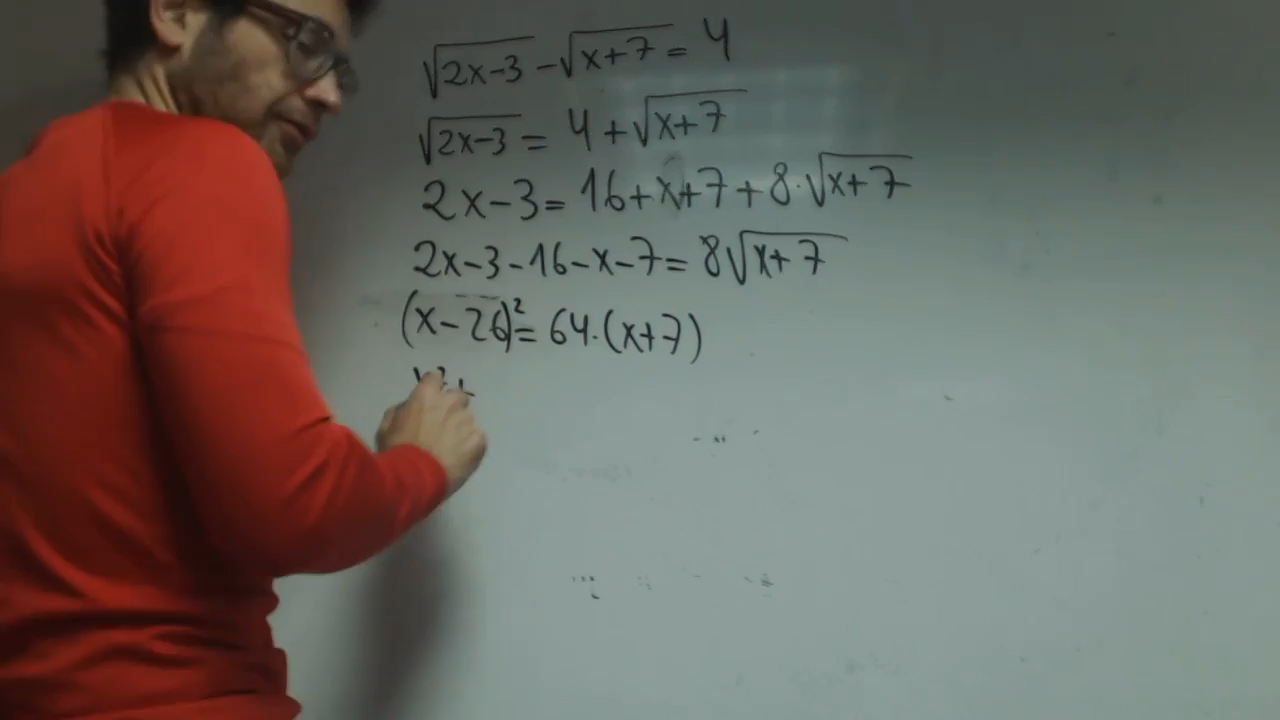 √(2x-3) - √(x+7) = 4
√(2x-3) = 4 + √(x+7)
2x-3 = 16+x+7+8·√(x+7)
2x-3-16-x-7 = 8√(x+7)
(x-26)² = 64·(x+7)
x²+